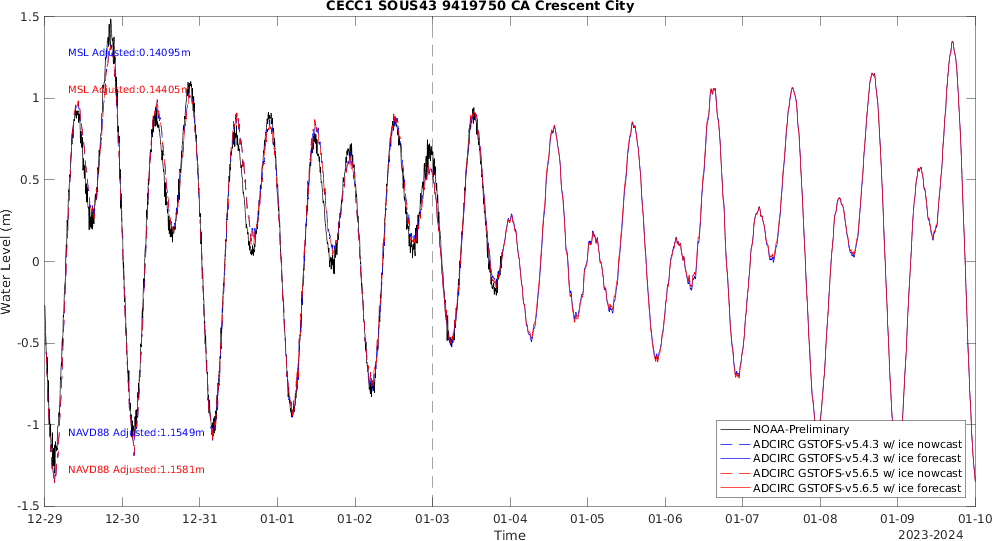 CECC1 SOUS43 9419750 CA Crescent City
1.5
1
0.5
0
-0.5
-1
-1.5
Water Level (m)
MSL Adjusted:0.14095m
MSL Adjusted:0.14405m
NAVD88 Adjusted:1.1549m
NAVD88 Adjusted:1.1581m
NOAA-Preliminary
ADCIRC GSTOFS-v5.4.3 w/ ice nowcast
ADCIRC GSTOFS-v5.4.3 w/ ice forecast
ADCIRC GSTOFS-v5.6.5 w/ ice nowcast
ADCIRC GSTOFS-v5.6.5 w/ ice forecast
12-29 12-30 12-31 01-01 01-02 01-03 01-04 01-05 01-06 01-07 01-08 01-09 01-10
Time
2023-2024